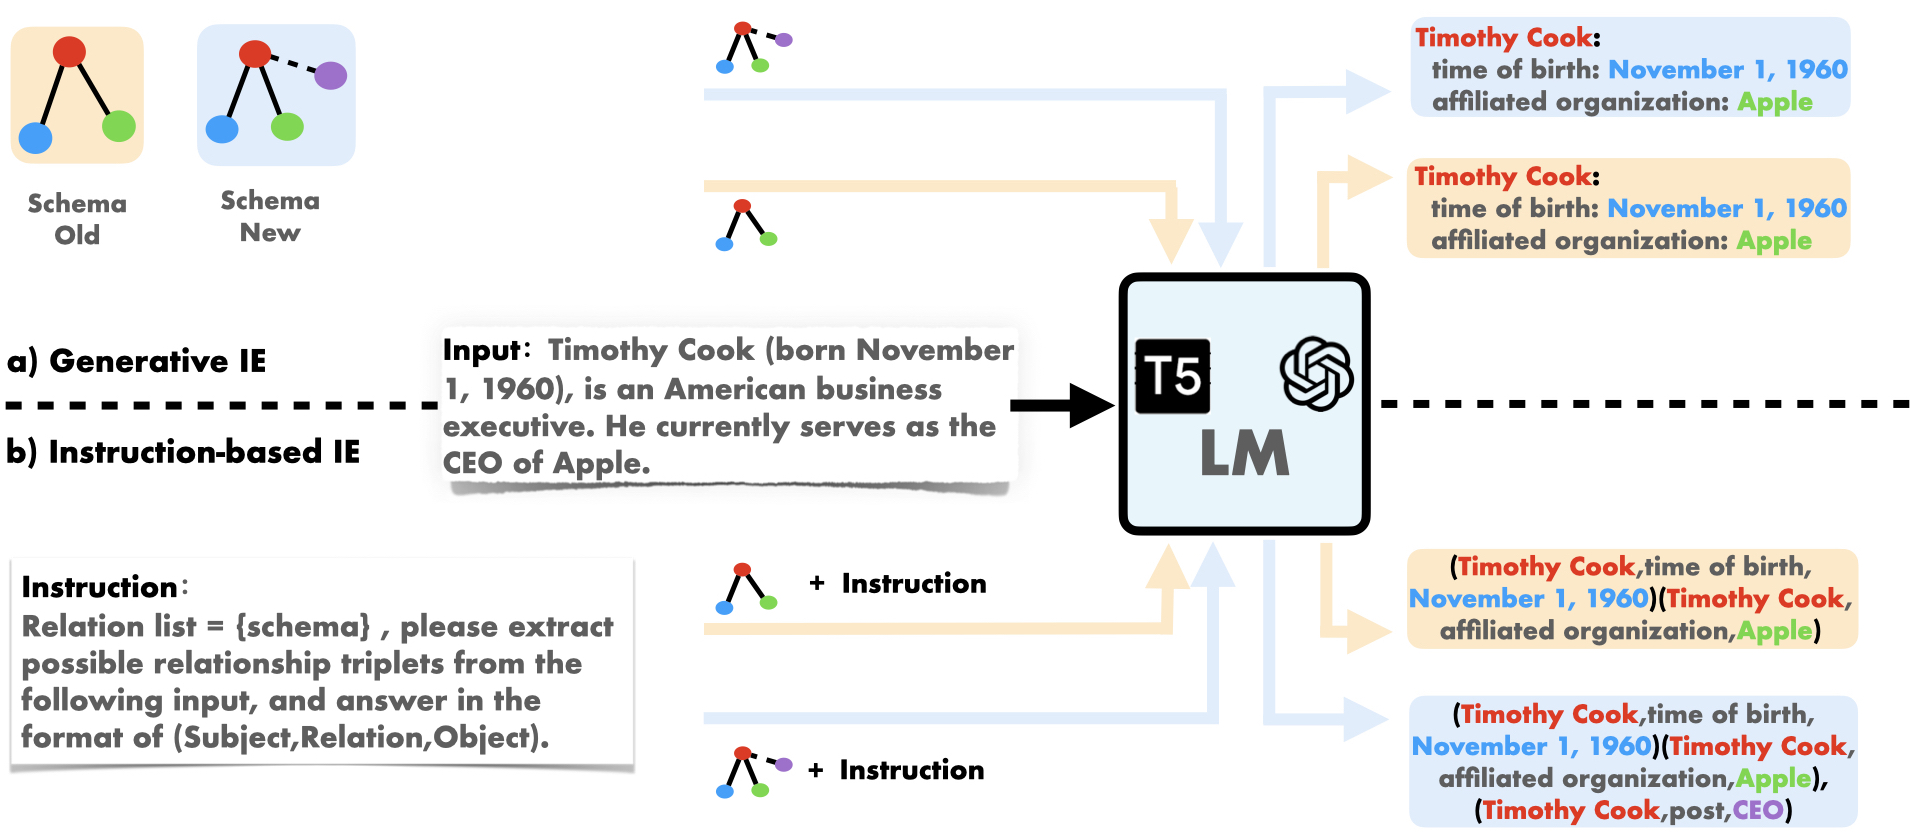 Schema
Old
Schema
New
Timothy Cook:
time of birth: November 1, 1960
affiliated organization: Apple
Timothy Cook:
time of birth: November 1, 1960
affiliated organization: Apple
a) Generative IE
b) Instruction-based IE
Input: Timothy Cook (born November
1, 1960), is an American business
executive. He currently serves as the
CEO of Apple.
T5
LM
Instruction:
Relation list = {schema} , please extract
possible relationship triplets from the
following input, and answer in the
format of (Subject,Relation,Object).
+ Instruction
+ Instruction
(Timothy Cook,time of birth,
November 1, 1960)(Timothy Cook,
affiliated organization,Apple)
(Timothy Cook,time of birth,
November 1, 1960)(Timothy Cook,
affiliated organization,Apple),
(Timothy Cook,post,CEO)